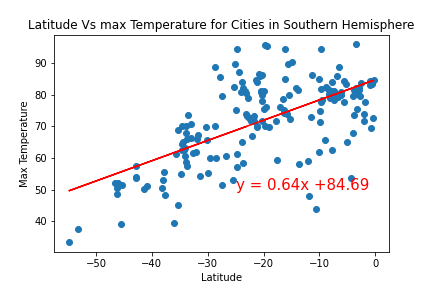 Latitude Vs max Temperature for Cities in Southern Hemisphere
Max Temperature
90
80
70
60
50
40
y = 0.64x +84.69
−50 −40 −30 −20 −10 0
Latitude